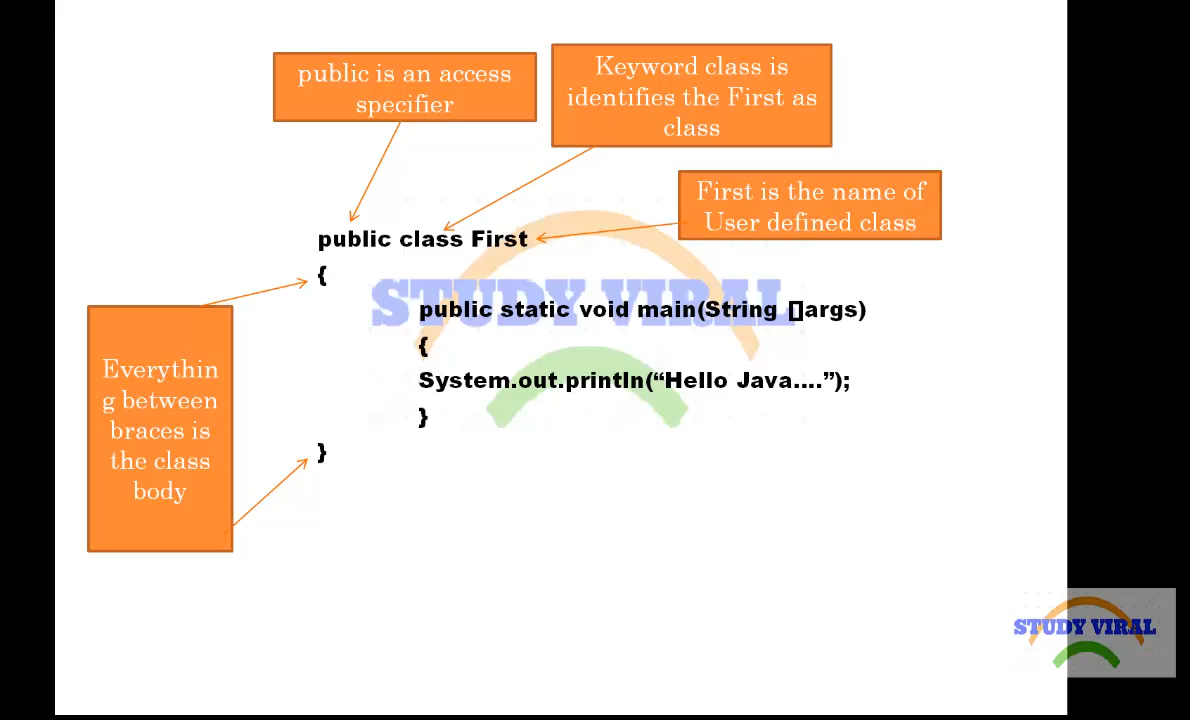 public is an access
specifier
Keyword class is
identifies the First as
class
First is the name of
User defined class
public class First
{
STUDY VIRAL
public static void main(String []args)
{
System.out.println(“Hello Java....”);
}
}
Everythin
g between
braces is
the class
body
STUDY VIRAL